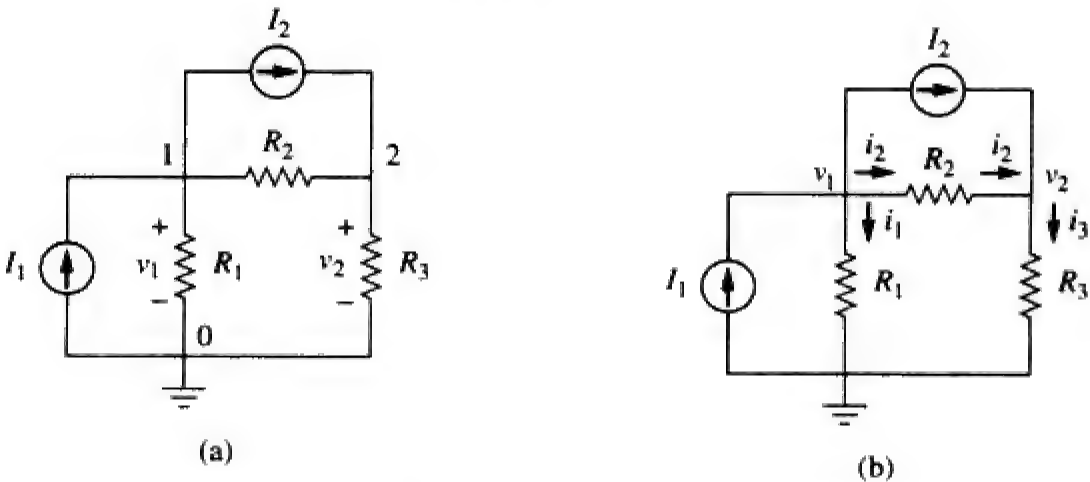 I₂
R₂
1
2
+
+
I₁
v₁
R₁
v₂
R₃
−
−
0
(a)
I₂
i₂
R₂
i₂
v₁
v₂
i₁
i₃
I₁
R₁
R₃
(b)